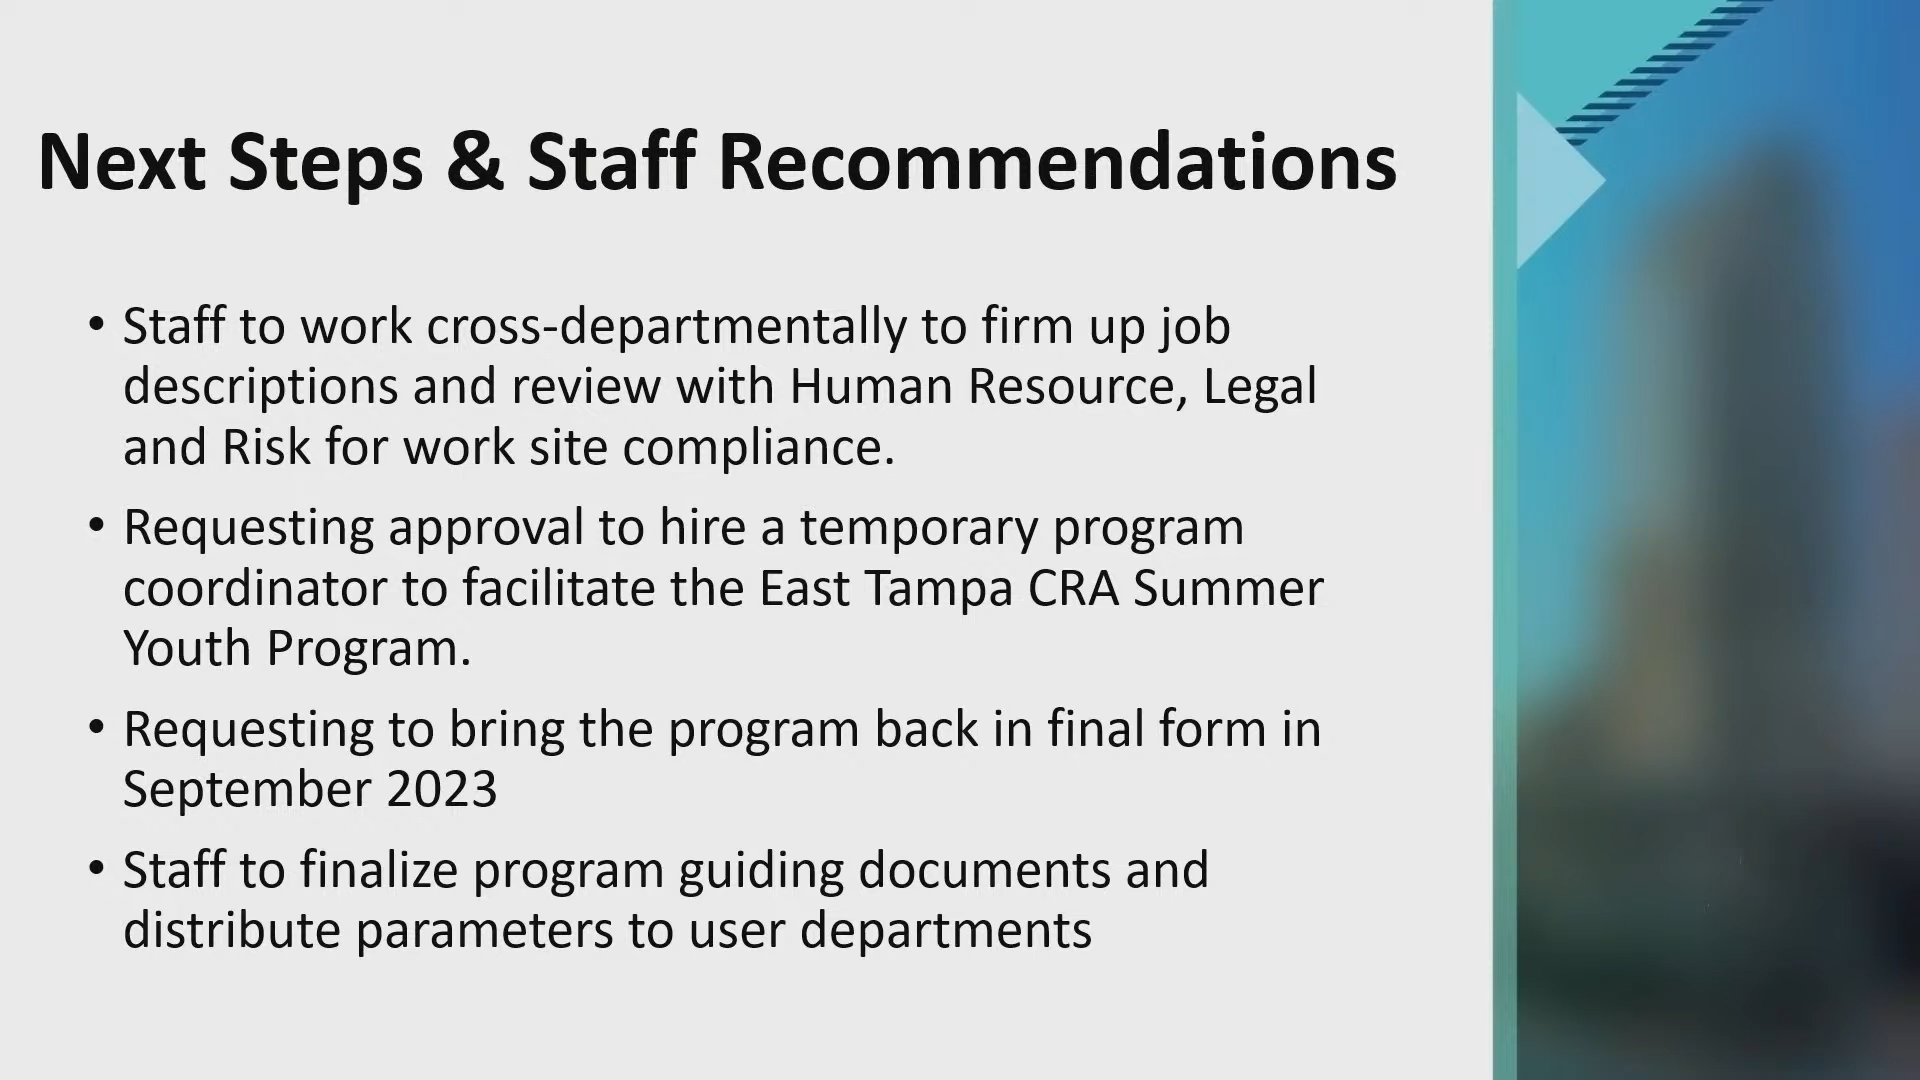 Next Steps & Staff Recommendations
• Staff to work cross-departmentally to firm up job
descriptions and review with Human Resource, Legal
and Risk for work site compliance.
• Requesting approval to hire a temporary program
coordinator to facilitate the East Tampa CRA Summer
Youth Program.
• Requesting to bring the program back in final form in
September 2023
• Staff to finalize program guiding documents and
distribute parameters to user departments